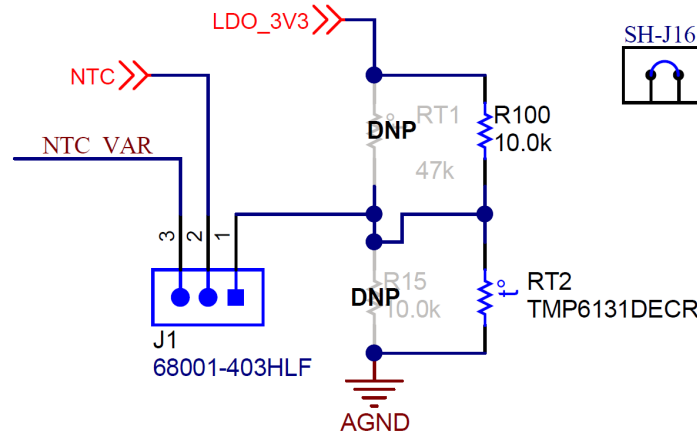 LDO_3V3
SH-J16
NTC
DNP
RT1
47k
R100
10.0k
NTC_VAR
3
2
1
DNP
R15
10.0k
t°
RT2
TMP6131DECR
J1
68001-403HLF
AGND